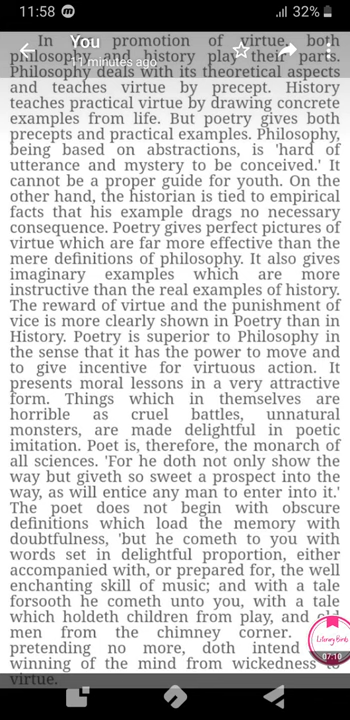 11:58
32%
You
11 minutes ago
In the promotion of virtue, both
philosophy and history play their parts.
Philosophy deals with its theoretical aspects
and teaches virtue by precept. History
teaches practical virtue by drawing concrete
examples from life. But poetry gives both
precepts and practical examples. Philosophy,
being based on abstractions, is 'hard of
utterance and mystery to be conceived.' It
cannot be a proper guide for youth. On the
other hand, the historian is tied to empirical
facts that his example drags no necessary
consequence. Poetry gives perfect pictures of
virtue which are far more effective than the
mere definitions of philosophy. It also gives
imaginary examples which are more
instructive than the real examples of history.
The reward of virtue and the punishment of
vice is more clearly shown in Poetry than in
History. Poetry is superior to Philosophy in
the sense that it has the power to move and
to give incentive for virtuous action. It
presents moral lessons in a very attractive
form. Things which in themselves are
horrible as cruel battles, unnatural
monsters, are made delightful in poetic
imitation. Poet is, therefore, the monarch of
all sciences. 'For he doth not only show the
way but giveth so sweet a prospect into the
way, as will entice any man to enter into it.'
The poet does not begin with obscure
definitions which load the memory with
doubtfulness, 'but he cometh to you with
words set in delightful proportion, either
accompanied with, or prepared for, the well
enchanting skill of music; and with a tale
forsooth he cometh unto you, with a tale
which holdeth children from play, and old
men from the chimney corner.
pretending no more, doth intend
winning of the mind from wickedness to
virtue.
Literary Birds
07:10